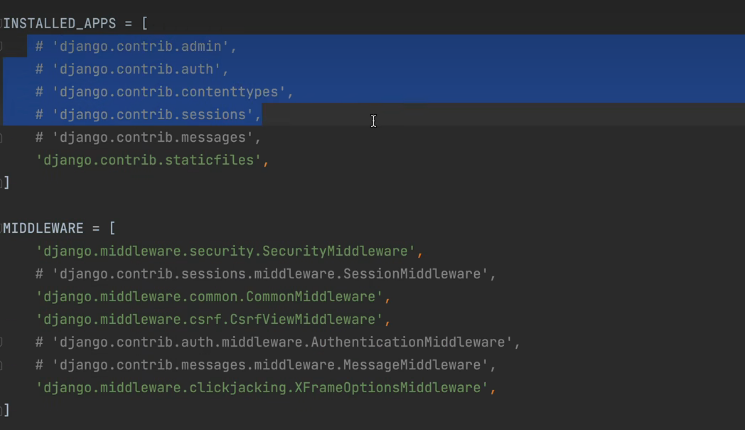 INSTALLED_APPS = [
# 'django.contrib.admin',
# 'django.contrib.auth',
# 'django.contrib.contenttypes',
# 'django.contrib.sessions',
# 'django.contrib.messages',
'django.contrib.staticfiles',
]
MIDDLEWARE = [
'django.middleware.security.SecurityMiddleware',
# 'django.contrib.sessions.middleware.SessionMiddleware',
'django.middleware.common.CommonMiddleware',
'django.middleware.csrf.CsrfViewMiddleware',
# 'django.contrib.auth.middleware.AuthenticationMiddleware',
# 'django.contrib.messages.middleware.MessageMiddleware',
'django.middleware.clickjacking.XFrameOptionsMiddleware',
]